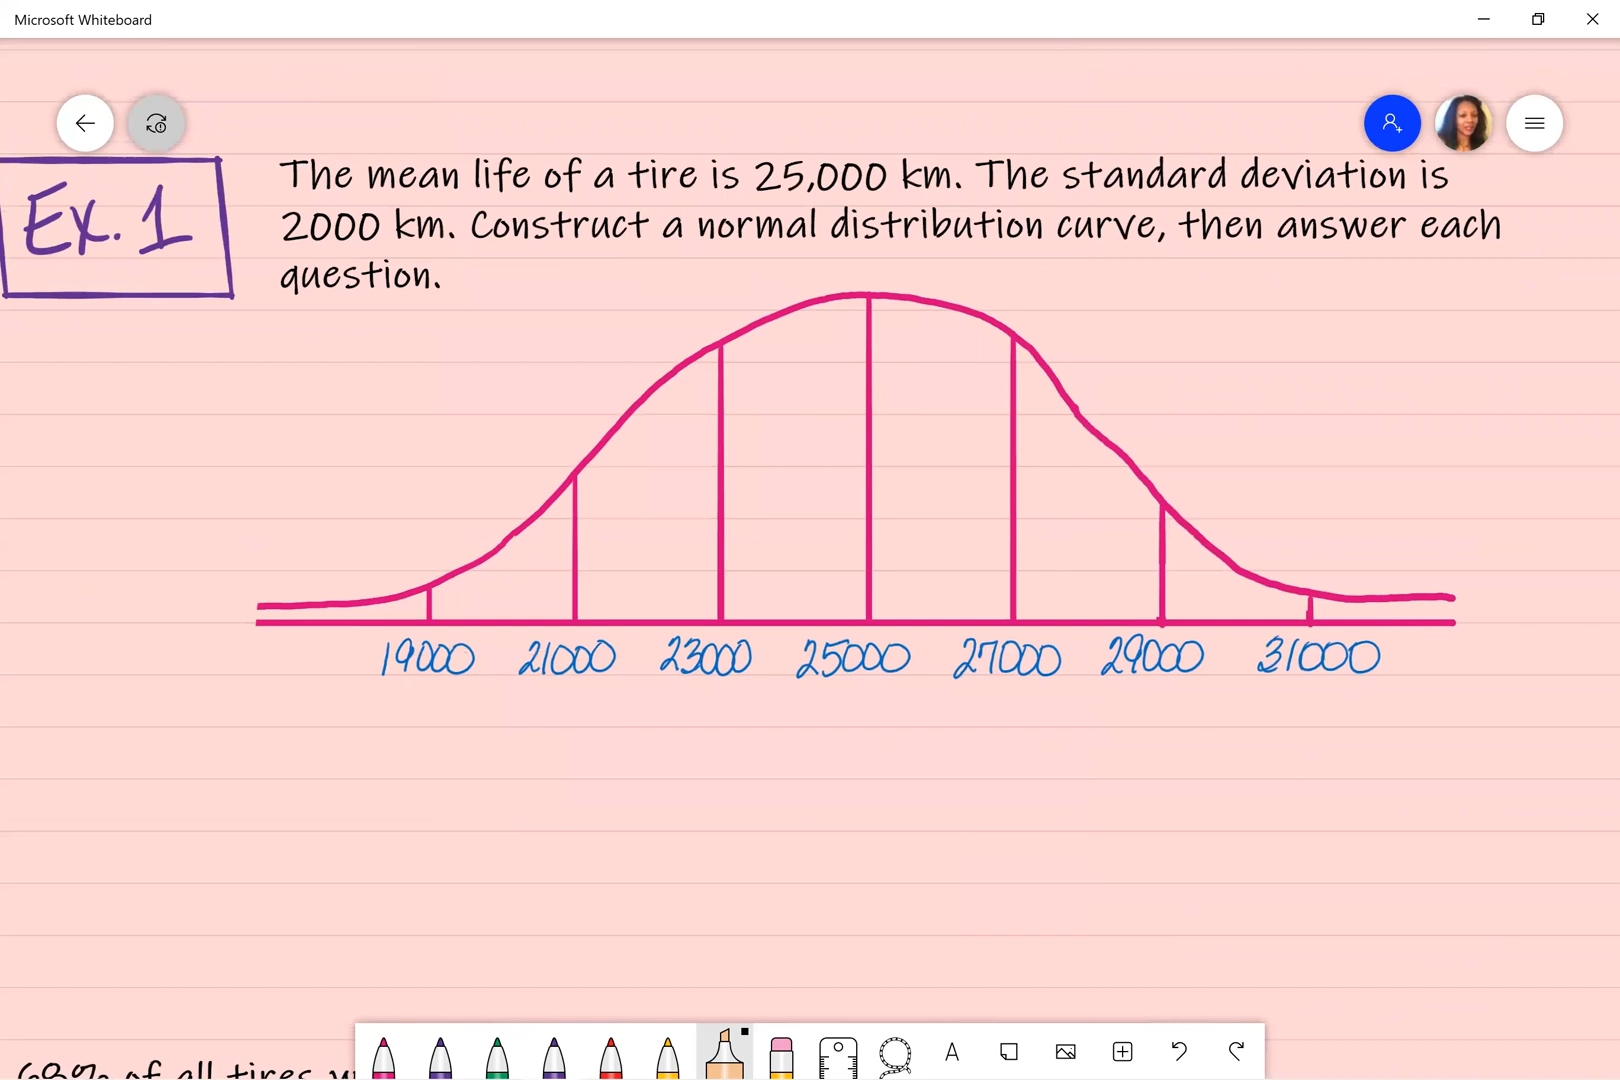 Microsoft Whiteboard
The mean life of a tire is 25,000 km. The standard deviation is
Ex. 1
2000 km. Construct a normal distribution curve, then answer each
question.
19000 21000 23000 25000 27000 29000 31000
68% of all tires